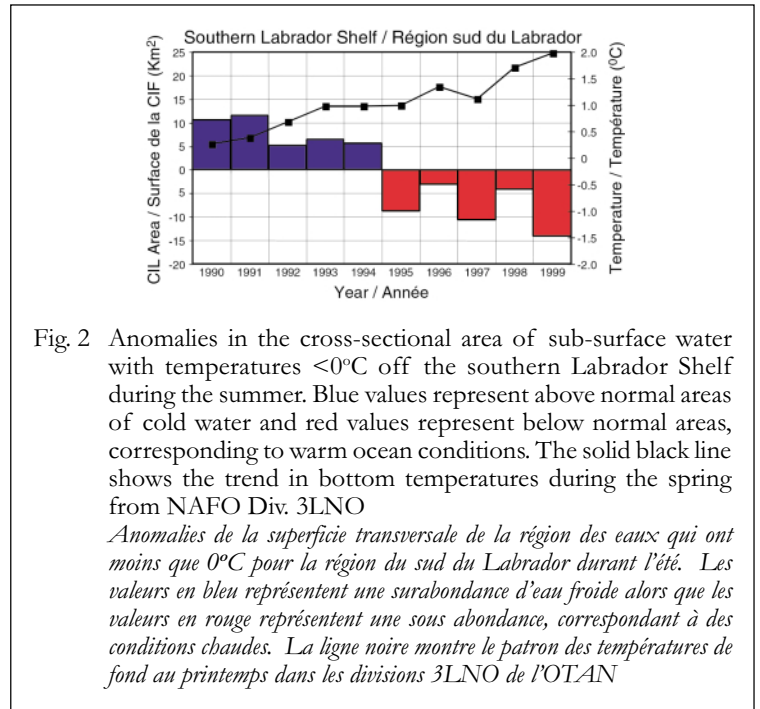 Southern Labrador Shelf / Région sud du Labrador
CIL Area / Surface de la CIF (Km²)
25
20
15
10
5
0
5
-10
-15
-20
2.0
1.5
1.0
0.5
0
-0.5
-1.0
-1.5
-2.0
Temperature / Température (⁰C)
1990 1991 1992 1993 1994 1995 1996 1997 1998 1999
Year / Année
Fig. 2 Anomalies in the cross-sectional area of sub-surface water
with temperatures <0°C off the southern Labrador Shelf
during the summer. Blue values represent above normal areas
of cold water and red values represent below normal areas,
corresponding to warm ocean conditions. The solid black line
shows the trend in bottom temperatures during the spring
from NAFO Div. 3LNO
Anomalies de la superficie transversale de la région des eaux qui ont
moins que 0°C pour la région du sud du Labrador durant l'été. Les
valeurs en bleu représentent une surabondance d'eau froide alors que les
valeurs en rouge représentent une sous abondance, correspondant à des
conditions chaudes. La ligne noire montre le patron des températures de
fond au printemps dans les divisions 3LNO de l'OTAN